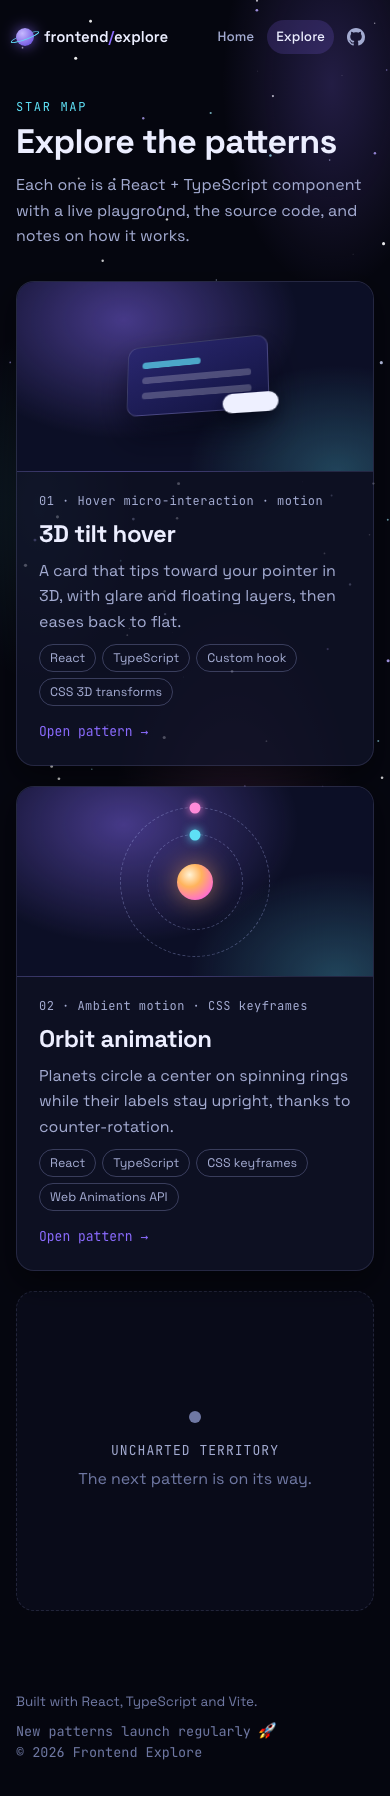 frontend/explore Home Explore
STAR MAP
Explore the patterns
Each one is a React + TypeScript component
with a live playground, the source code, and
notes on how it works.
01 · Hover micro-interaction · motion
3D tilt hover
A card that tips toward your pointer in
3D, with glare and floating layers, then
eases back to flat.
React TypeScript Custom hook
CSS 3D transforms
Open pattern →
02 · Ambient motion · CSS keyframes
Orbit animation
Planets circle a center on spinning rings
while their labels stay upright, thanks to
counter-rotation.
React TypeScript CSS keyframes
Web Animations API
Open pattern →
UNCHARTED TERRITORY
The next pattern is on its way.
Built with React, TypeScript and Vite.
New patterns launch regularly 🚀
© 2026 Frontend Explore